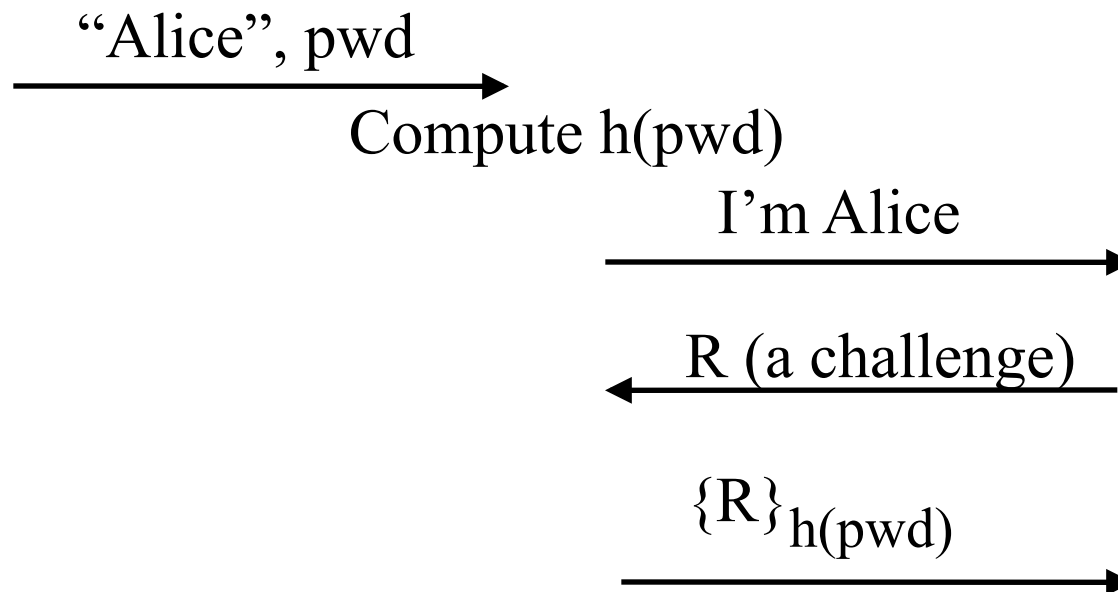 “Alice”, pwd
Compute h(pwd)
I’m Alice
R (a challenge)
{R}h(pwd)